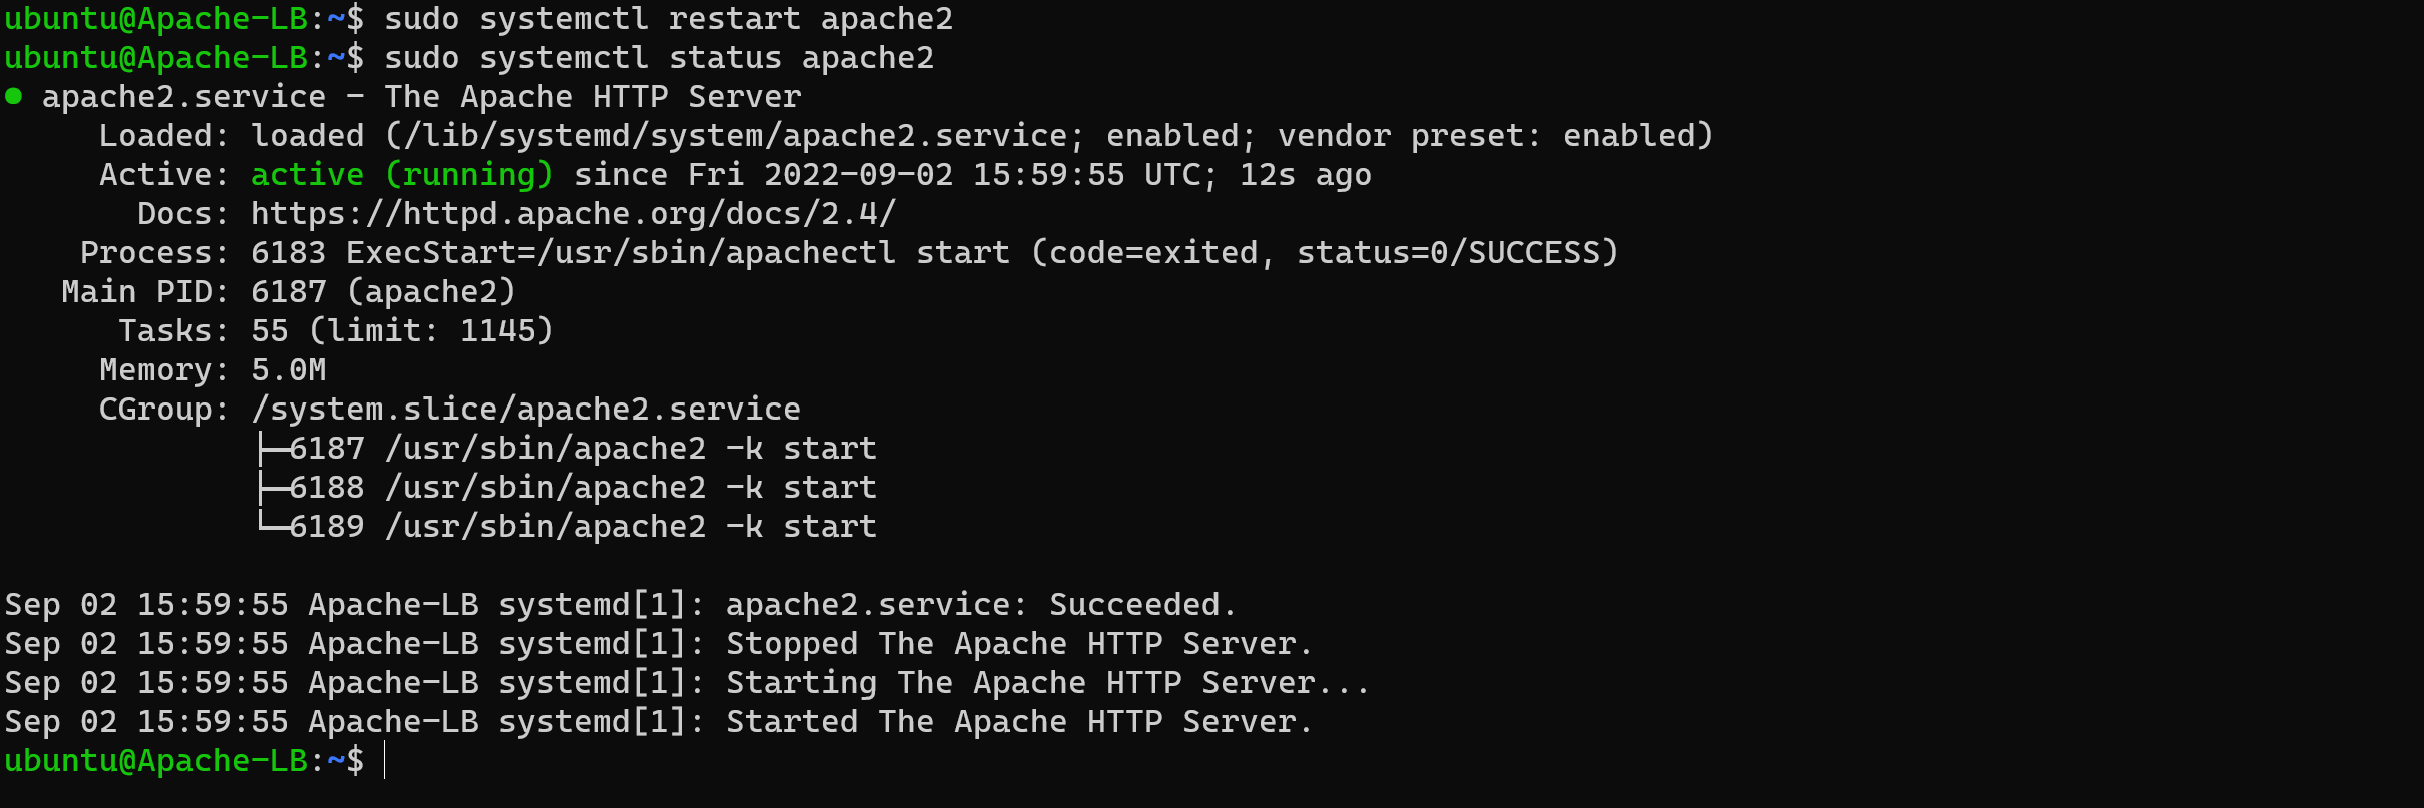 ubuntu@Apache-LB:~$ sudo systemctl restart apache2
ubuntu@Apache-LB:~$ sudo systemctl status apache2
● apache2.service - The Apache HTTP Server
     Loaded: loaded (/lib/systemd/system/apache2.service; enabled; vendor preset: enabled)
     Active: active (running) since Fri 2022-09-02 15:59:55 UTC; 12s ago
       Docs: https://httpd.apache.org/docs/2.4/
    Process: 6183 ExecStart=/usr/sbin/apachectl start (code=exited, status=0/SUCCESS)
   Main PID: 6187 (apache2)
      Tasks: 55 (limit: 1145)
     Memory: 5.0M
     CGroup: /system.slice/apache2.service
             ├─6187 /usr/sbin/apache2 -k start
             ├─6188 /usr/sbin/apache2 -k start
             └─6189 /usr/sbin/apache2 -k start

Sep 02 15:59:55 Apache-LB systemd[1]: apache2.service: Succeeded.
Sep 02 15:59:55 Apache-LB systemd[1]: Stopped The Apache HTTP Server.
Sep 02 15:59:55 Apache-LB systemd[1]: Starting The Apache HTTP Server...
Sep 02 15:59:55 Apache-LB systemd[1]: Started The Apache HTTP Server.
ubuntu@Apache-LB:~$